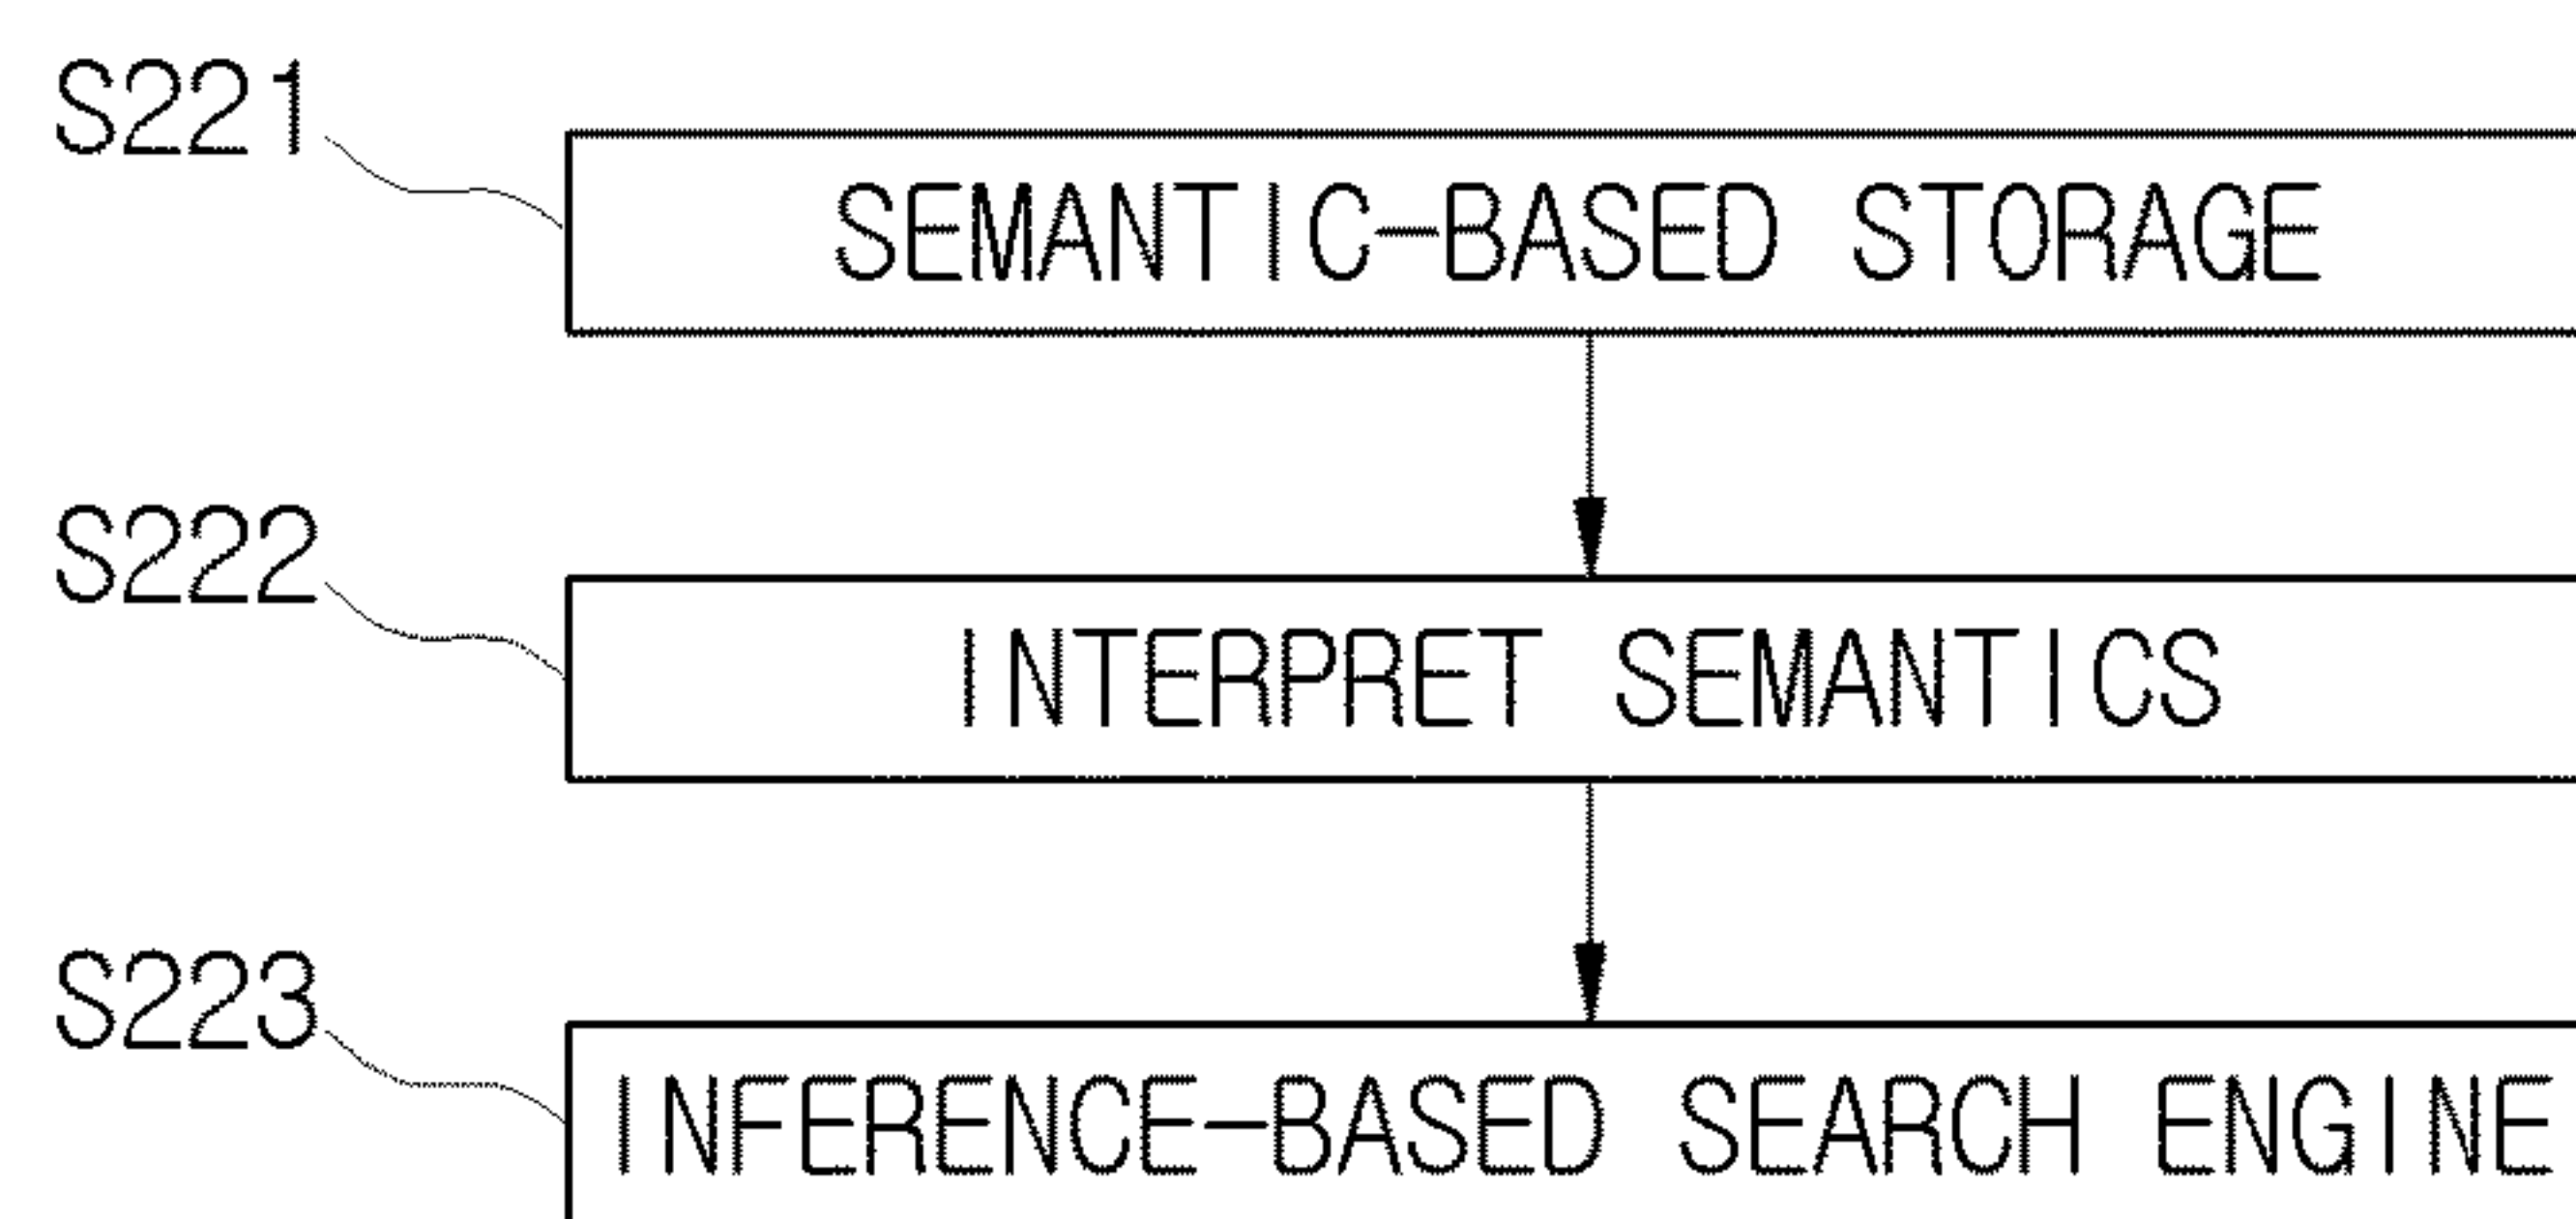 S221
SEMANTIC-BASED STORAGE
S222
INTERPRET SEMANTICS
S223
INFERENCE-BASED SEARCH ENGINE